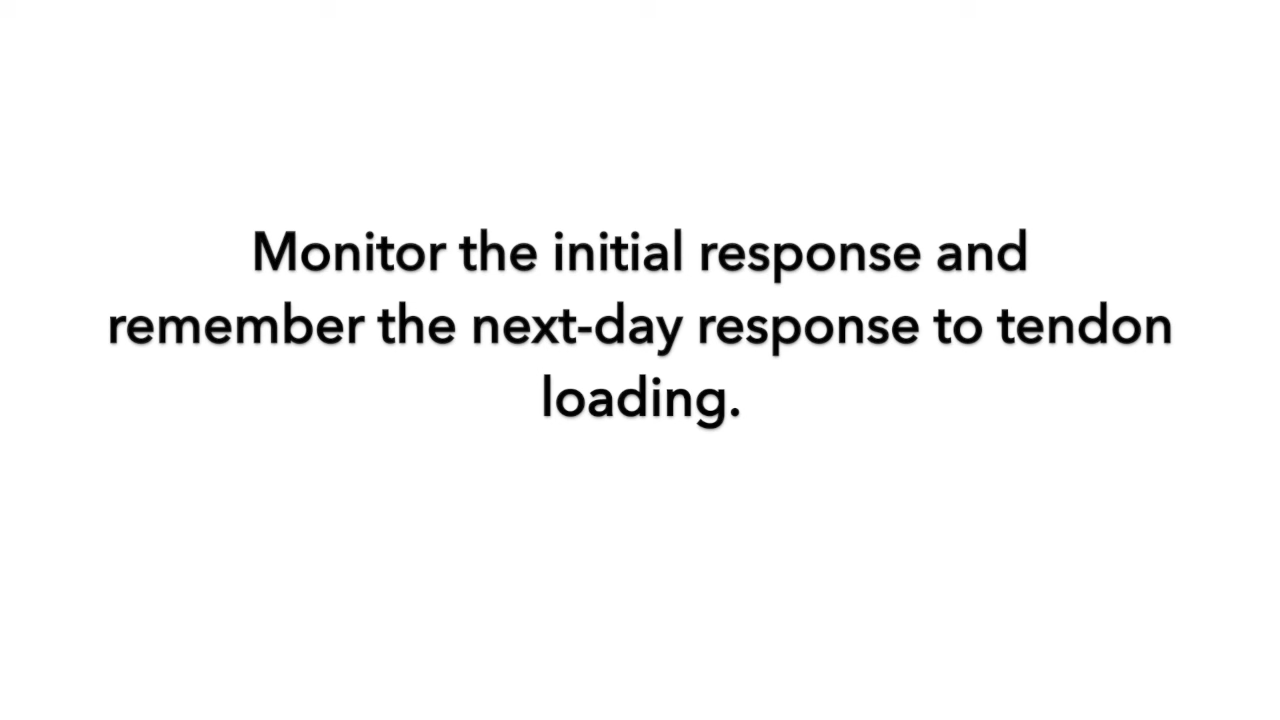 Monitor the initial response and
remember the next-day response to tendon
loading.